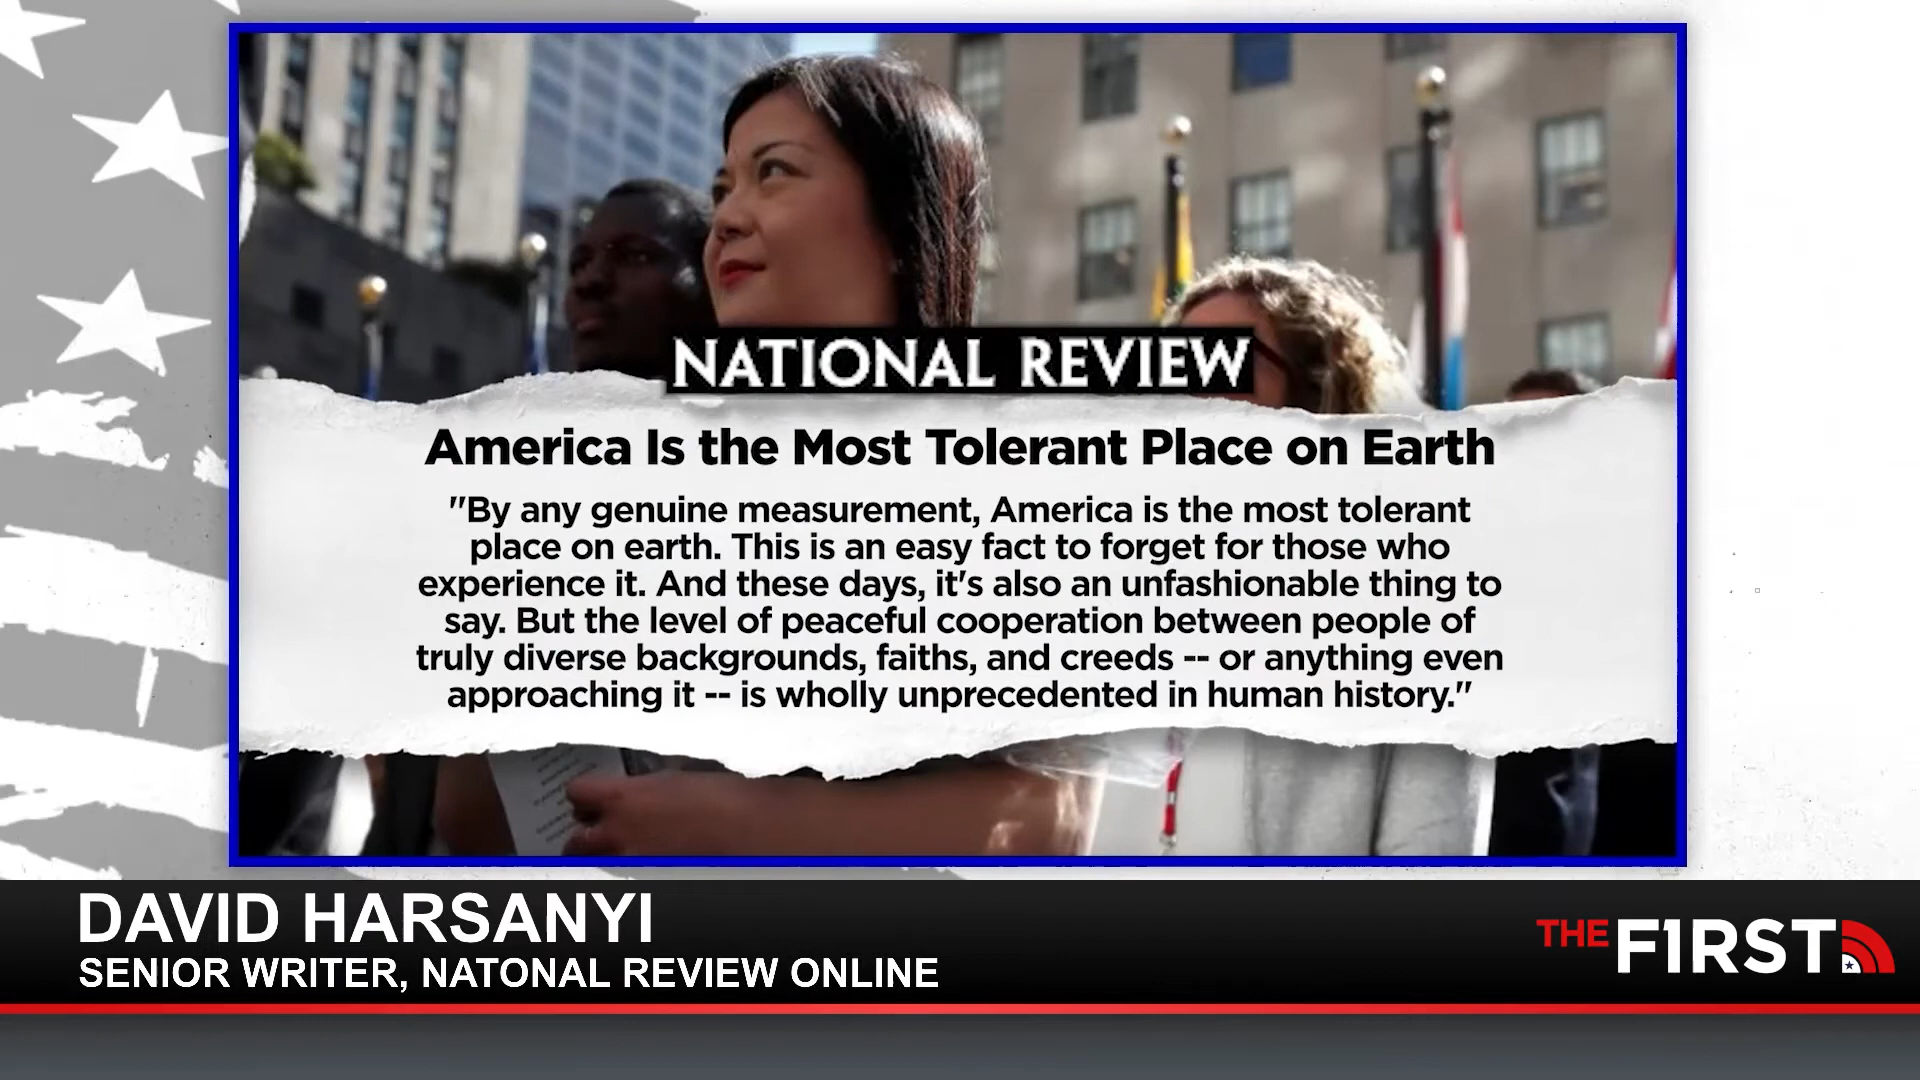 NATIONAL REVIEW
America Is the Most Tolerant Place on Earth
"By any genuine measurement, America is the most tolerant
place on earth. This is an easy fact to forget for those who
experience it. And these days, it's also an unfashionable thing to
say. But the level of peaceful cooperation between people of
truly diverse backgrounds, faiths, and creeds -- or anything even
approaching it -- is wholly unprecedented in human history."
DAVID HARSANYI
SENIOR WRITER, NATONAL REVIEW ONLINE
THE FIRST